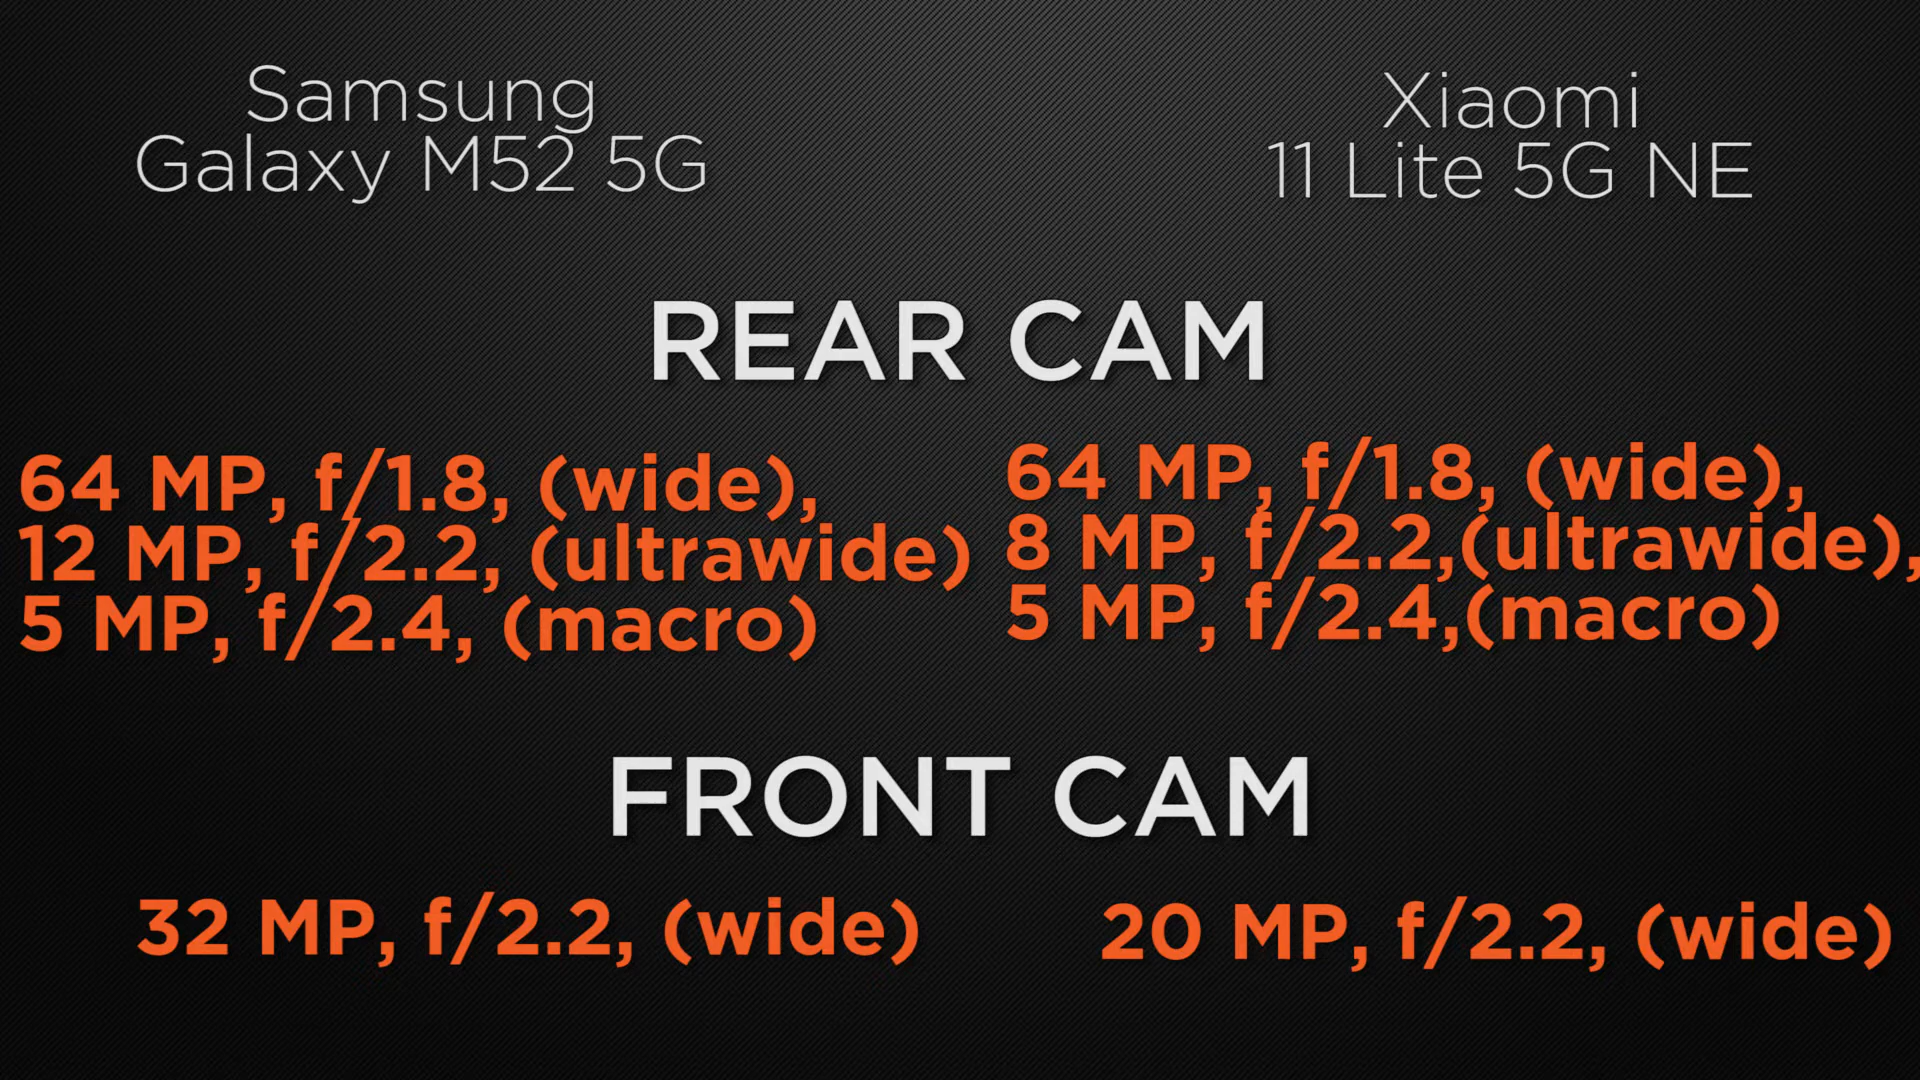 Samsung
Galaxy M52 5G
Xiaomi
11 Lite 5G NE
REAR CAM
64 MP, f/1.8, (wide),
12 MP, f/2.2, (ultrawide)
5 MP, f/2.4, (macro)
64 MP, f/1.8, (wide),
8 MP, f/2.2,(ultrawide),
5 MP, f/2.4,(macro)
FRONT CAM
32 MP, f/2.2, (wide)
20 MP, f/2.2, (wide)